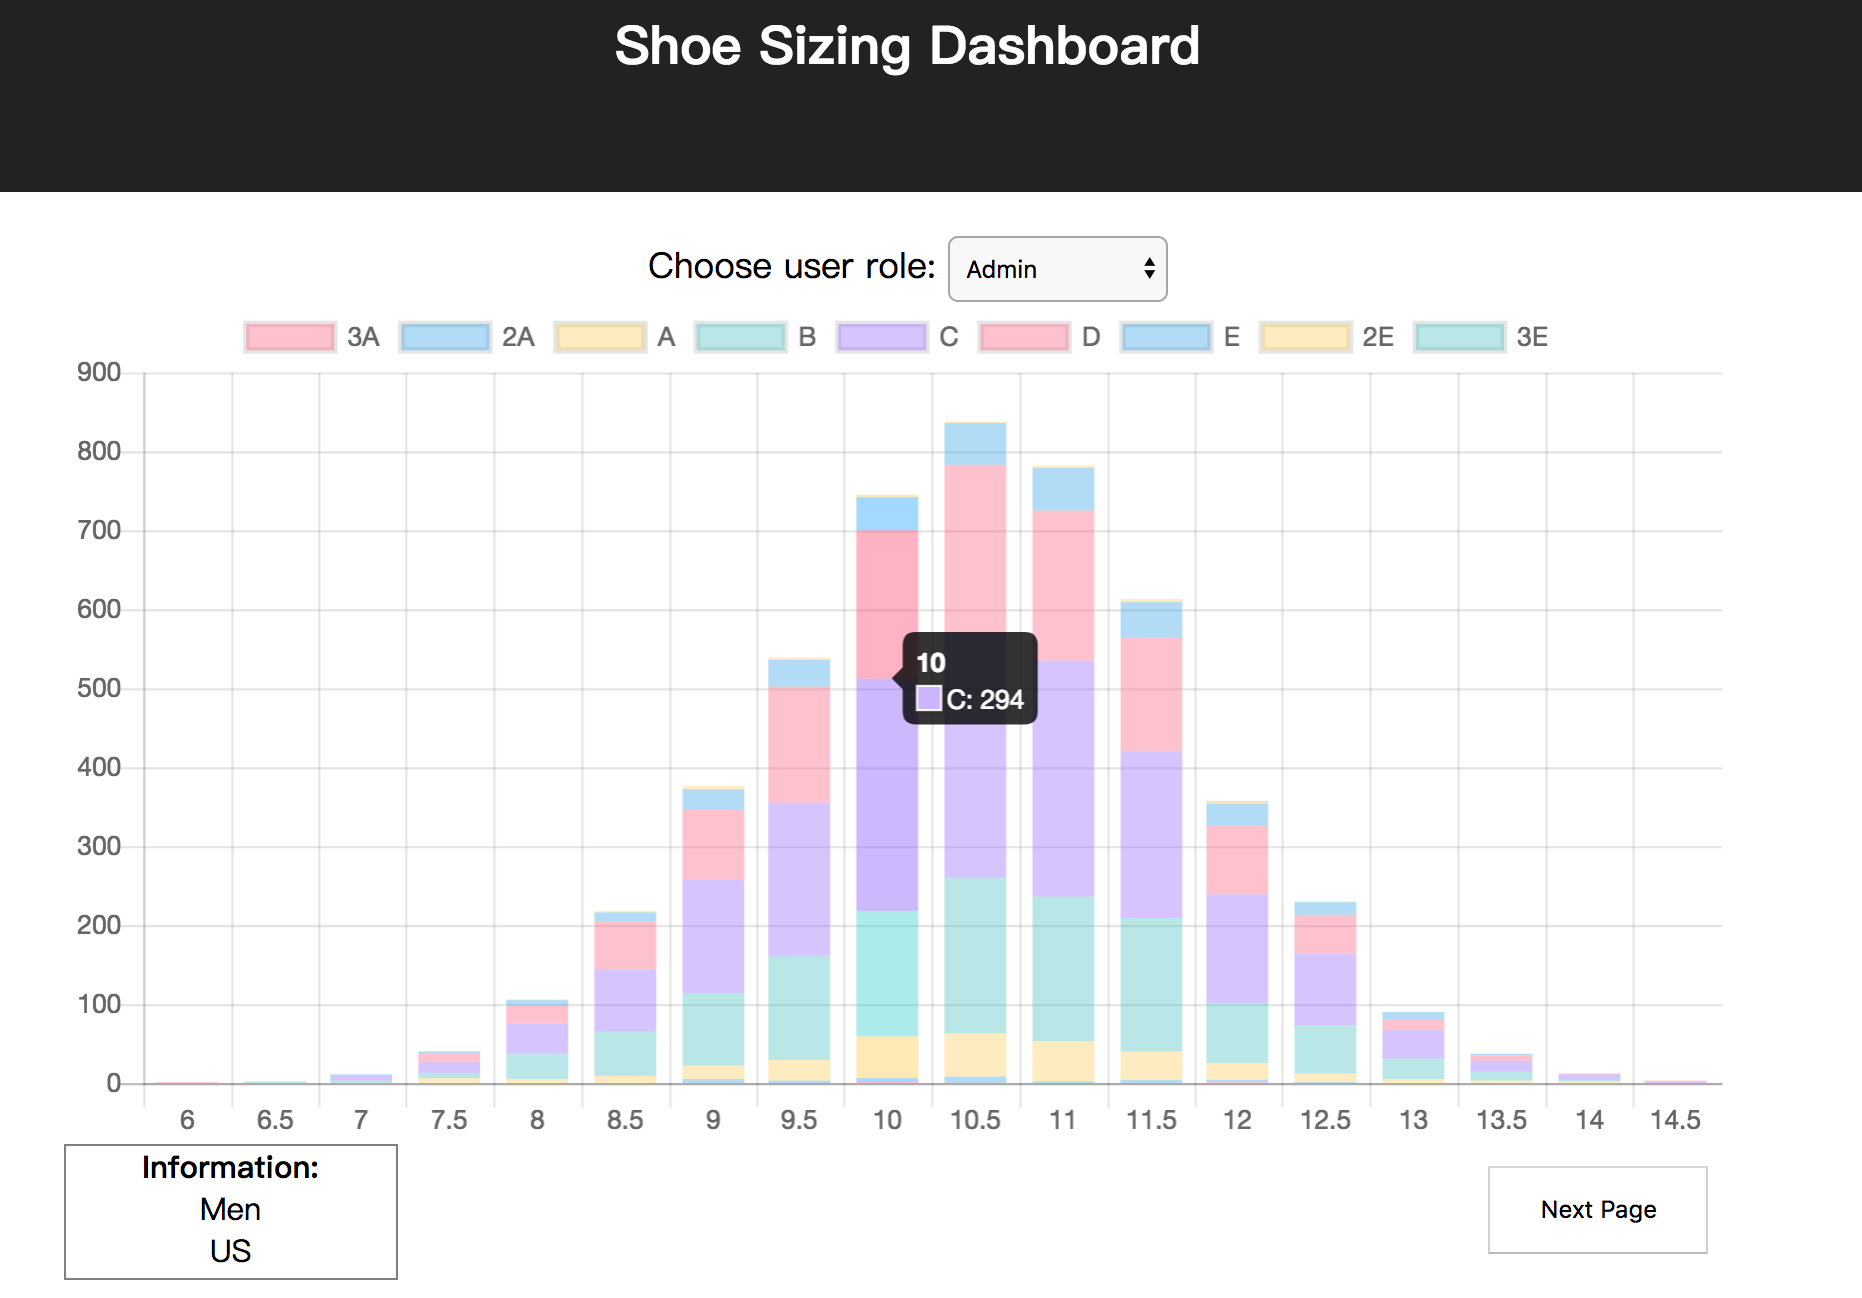 Shoe Sizing Dashboard
Choose user role: Admin
3A 2A A B C D E 2E 3E
900
800
700
600
500
400
300
200
100
0
10
C: 294
6 6.5 7 7.5 8 8.5 9 9.5 10 10.5 11 11.5 12 12.5 13 13.5 14 14.5
Information:
Men
US
Next Page